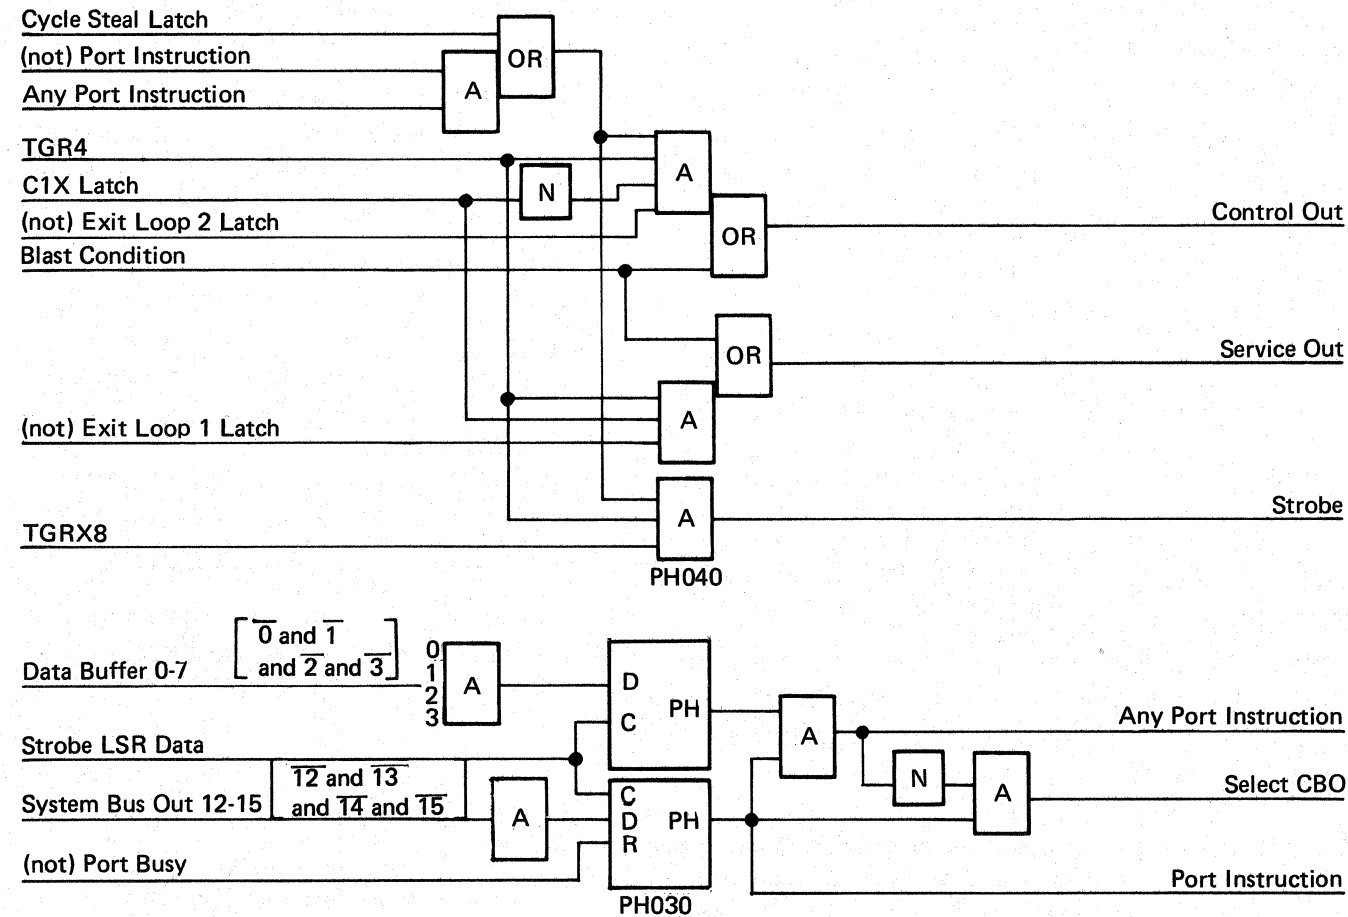 Cycle Steal Latch
OR
(not) Port Instruction
A
Any Port Instruction
TGR4
A
C1X Latch
N
(not) Exit Loop 2 Latch
Control Out
OR
Blast Condition
Service Out
OR
A
(not) Exit Loop 1 Latch
Strobe
A
TGRX8
PH040
0 and 1
and 2 and 3
Data Buffer 0-7
0
1
2
3
A
D
C
PH
A
Any Port Instruction
Strobe LSR Data
12 and 13
and 14 and 15
System Bus Out 12-15
A
C
D
R
PH
N
A
Select CBO
(not) Port Busy
Port Instruction
PH030